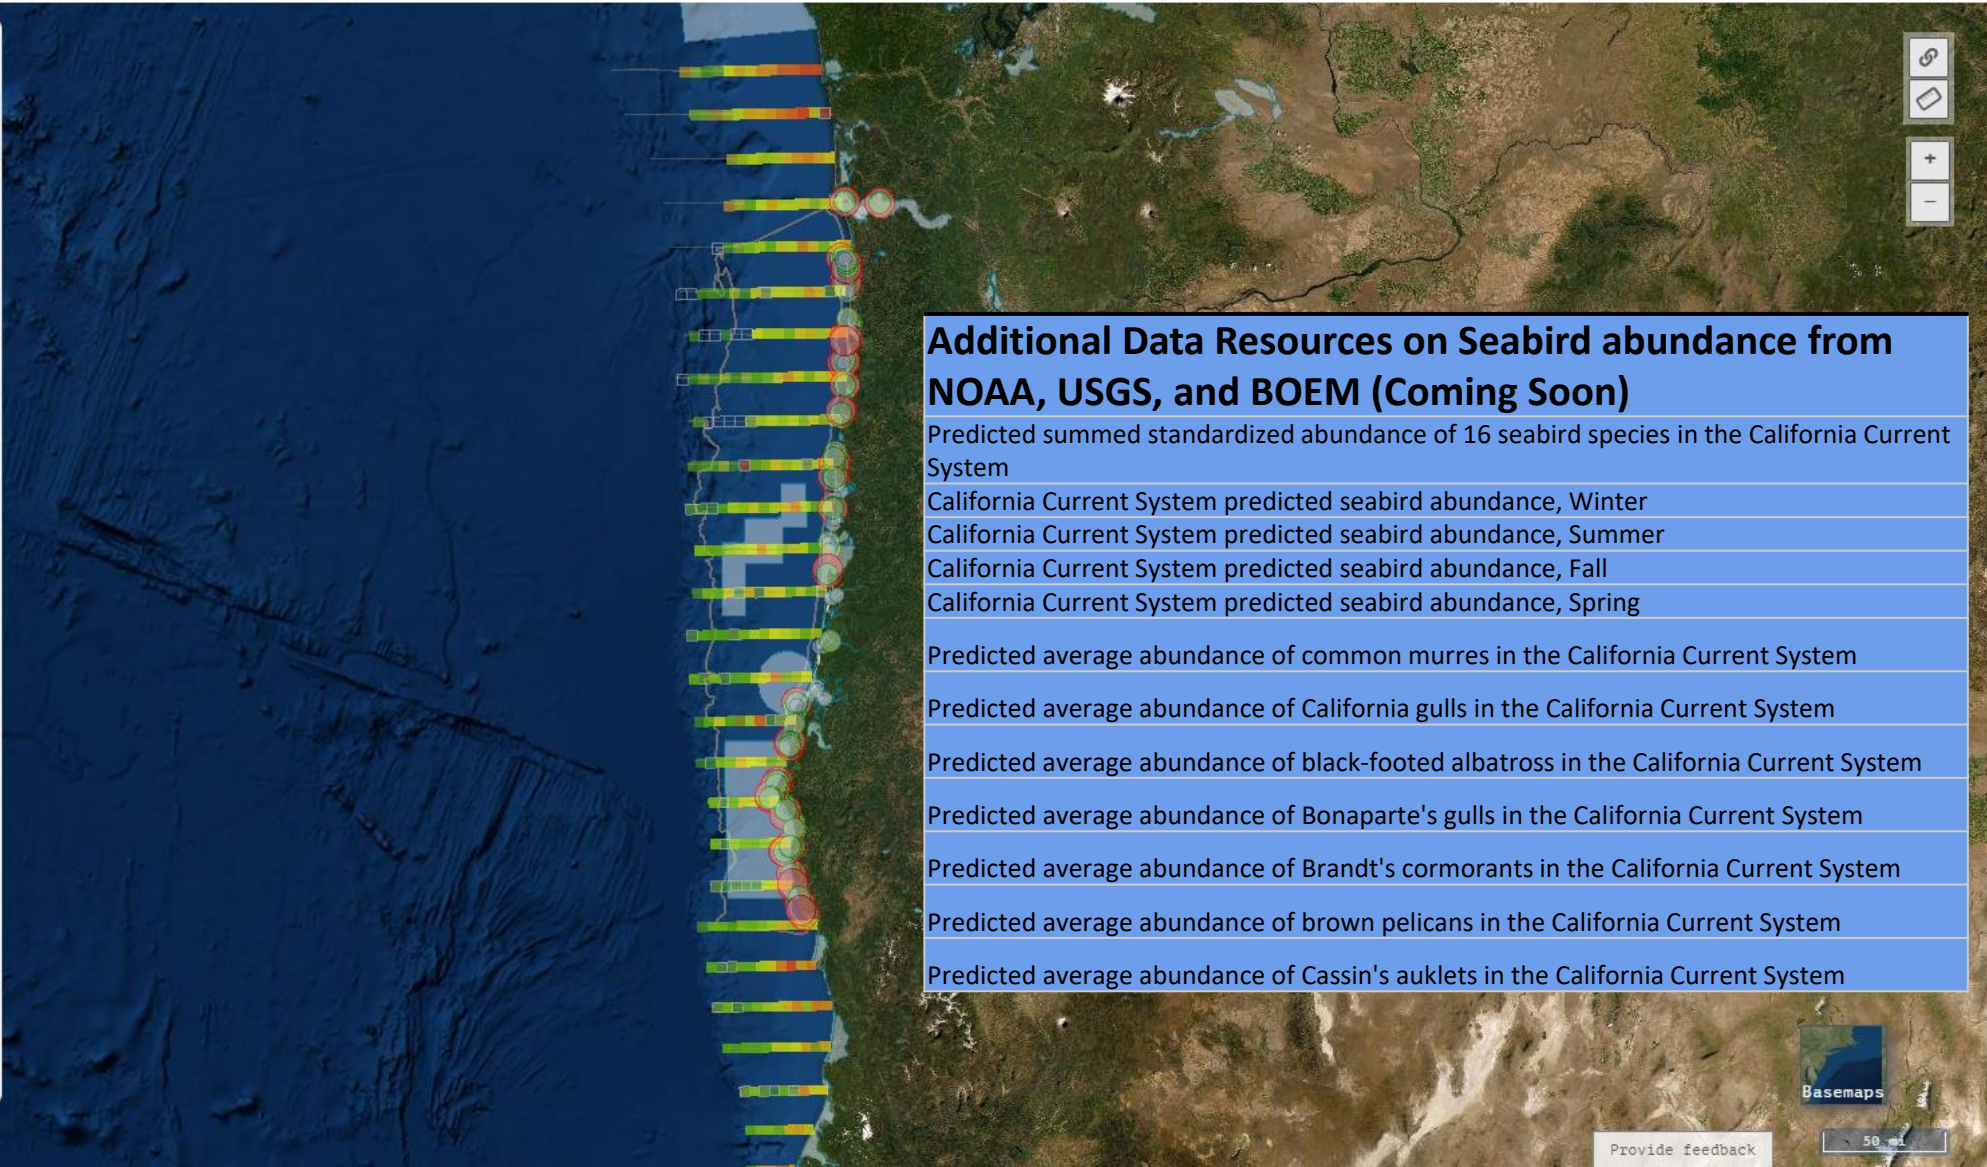 +
−
Additional Data Resources on Seabird abundance from
NOAA, USGS, and BOEM (Coming Soon)
Predicted summed standardized abundance of 16 seabird species in the California Current
System
California Current System predicted seabird abundance, Winter
California Current System predicted seabird abundance, Summer
California Current System predicted seabird abundance, Fall
California Current System predicted seabird abundance, Spring
Predicted average abundance of common murres in the California Current System
Predicted average abundance of California gulls in the California Current System
Predicted average abundance of black-footed albatross in the California Current System
Predicted average abundance of Bonaparte's gulls in the California Current System
Predicted average abundance of Brandt's cormorants in the California Current System
Predicted average abundance of brown pelicans in the California Current System
Predicted average abundance of Cassin's auklets in the California Current System
Basemaps
Provide feedback
50 mi